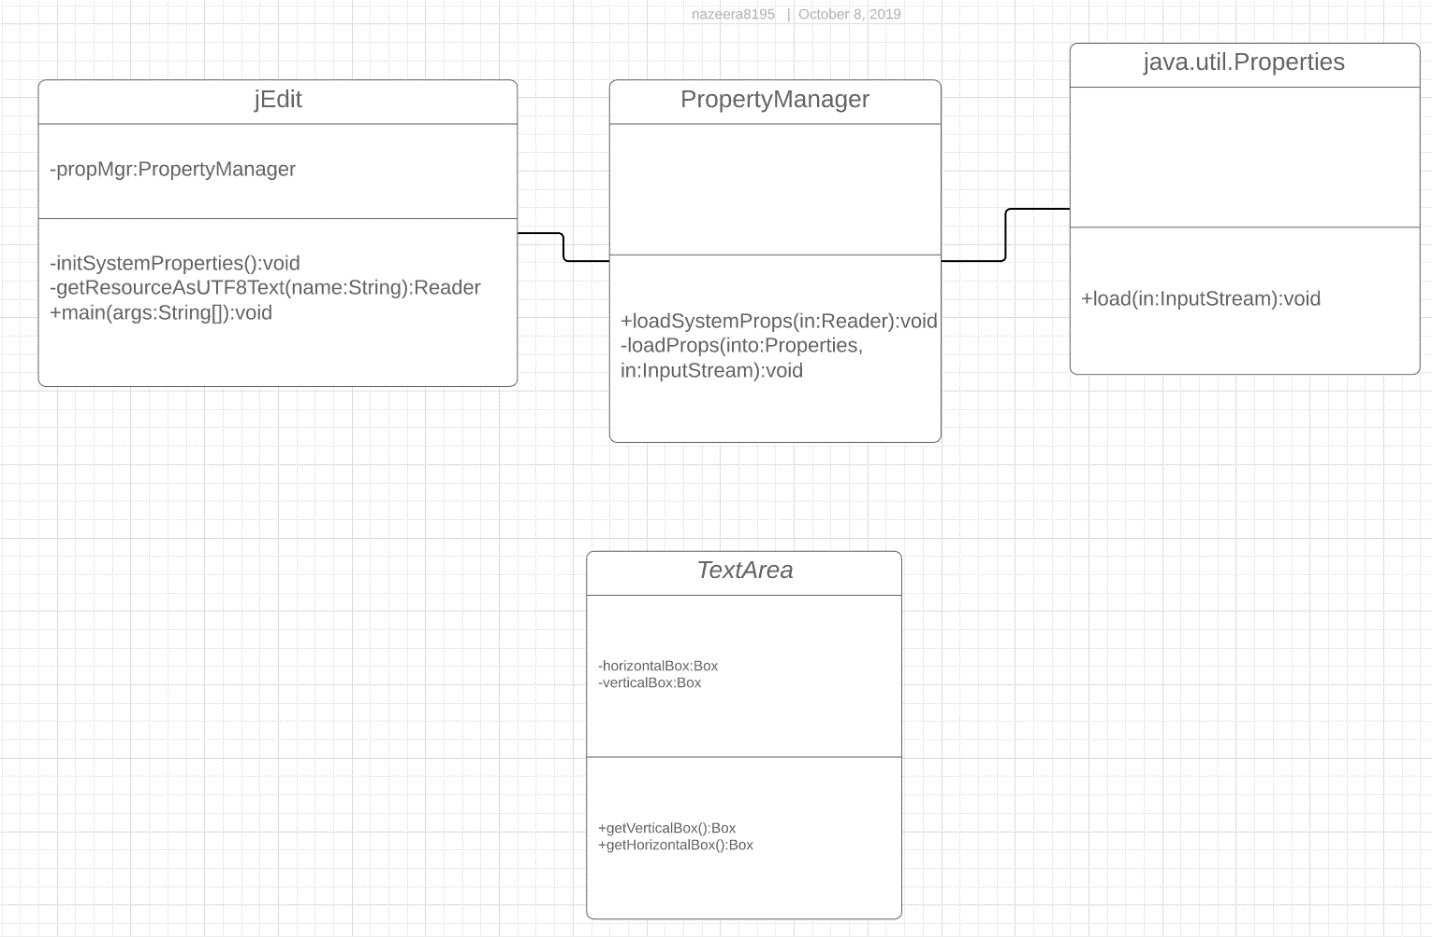 nazeera8195 | October 8, 2019
jEdit
-propMgr:PropertyManager
-initSystemProperties():void
-getResourceAsUTF8Text(name:String):Reader
+main(args:String[]):void
PropertyManager
+loadSystemProps(in:Reader):void
-loadProps(into:Properties,
in:InputStream):void
java.util.Properties
+load(in:InputStream):void
TextArea
-horizontalBox:Box
-verticalBox:Box
+getVerticalBox():Box
+getHorizontalBox():Box